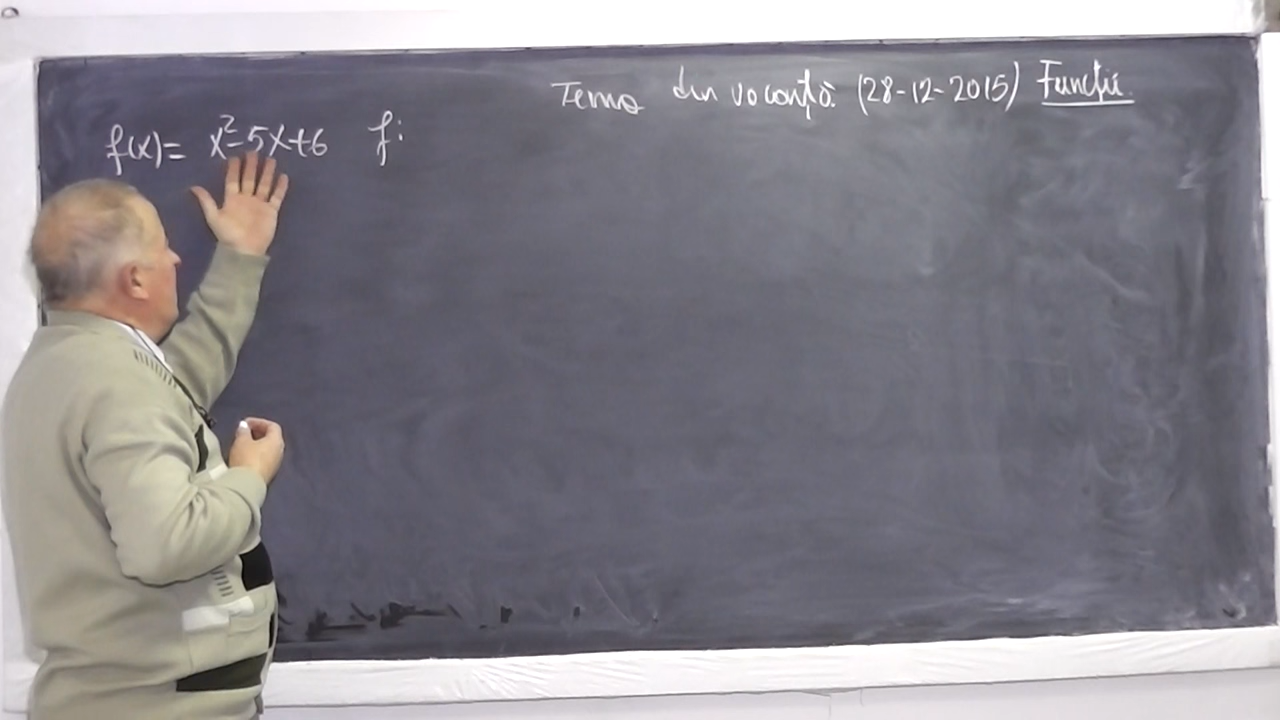 Tema din vacanță (28-12-2015) Funcții
f(x)= x²-5x+6 f: